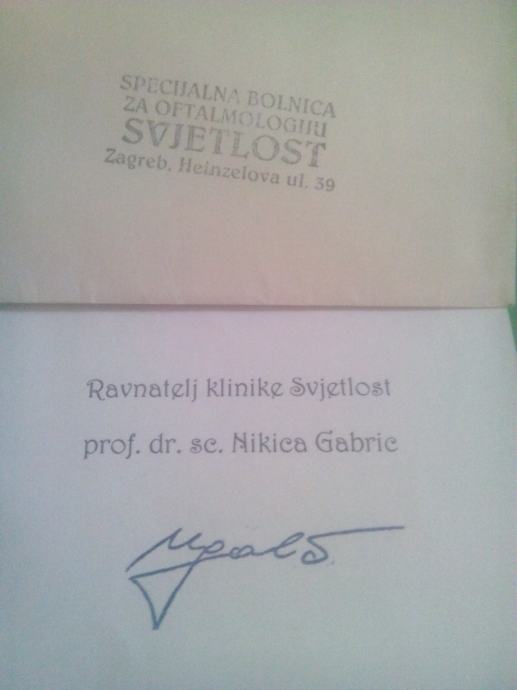 SPECIJALNA BOLNICA
ZA OFTALMOLOGIJU
SVJETLOST
Zagreb, Heinzelova ul. 39
Ravnatelj klinike Svjetlost
prof. dr. sc. Nikica Gabric